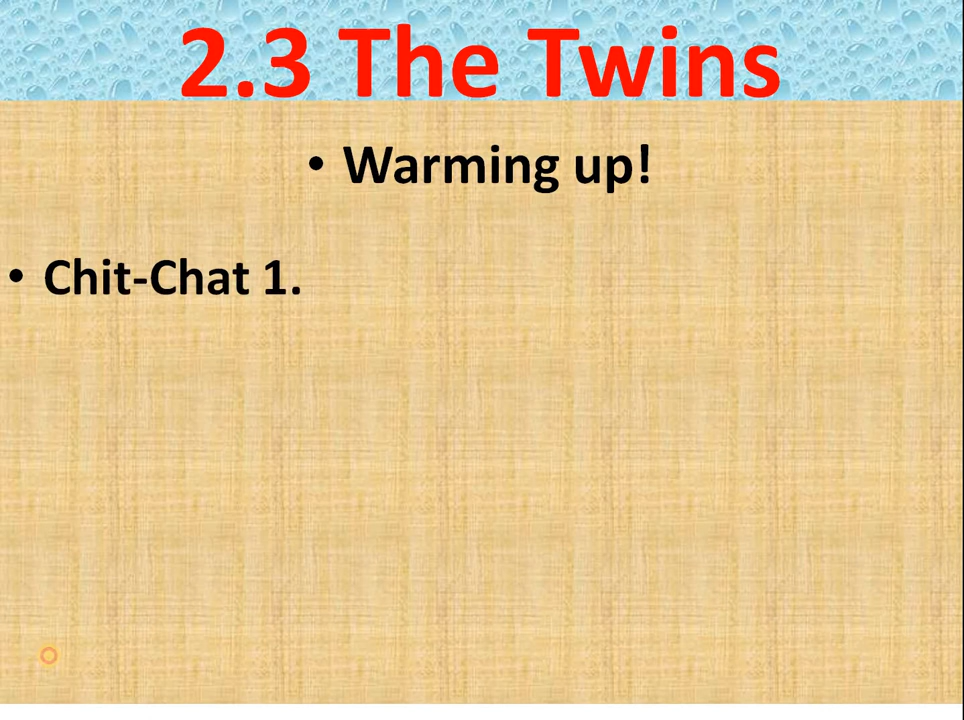 2.3 The Twins
• Warming up!
• Chit-Chat 1.